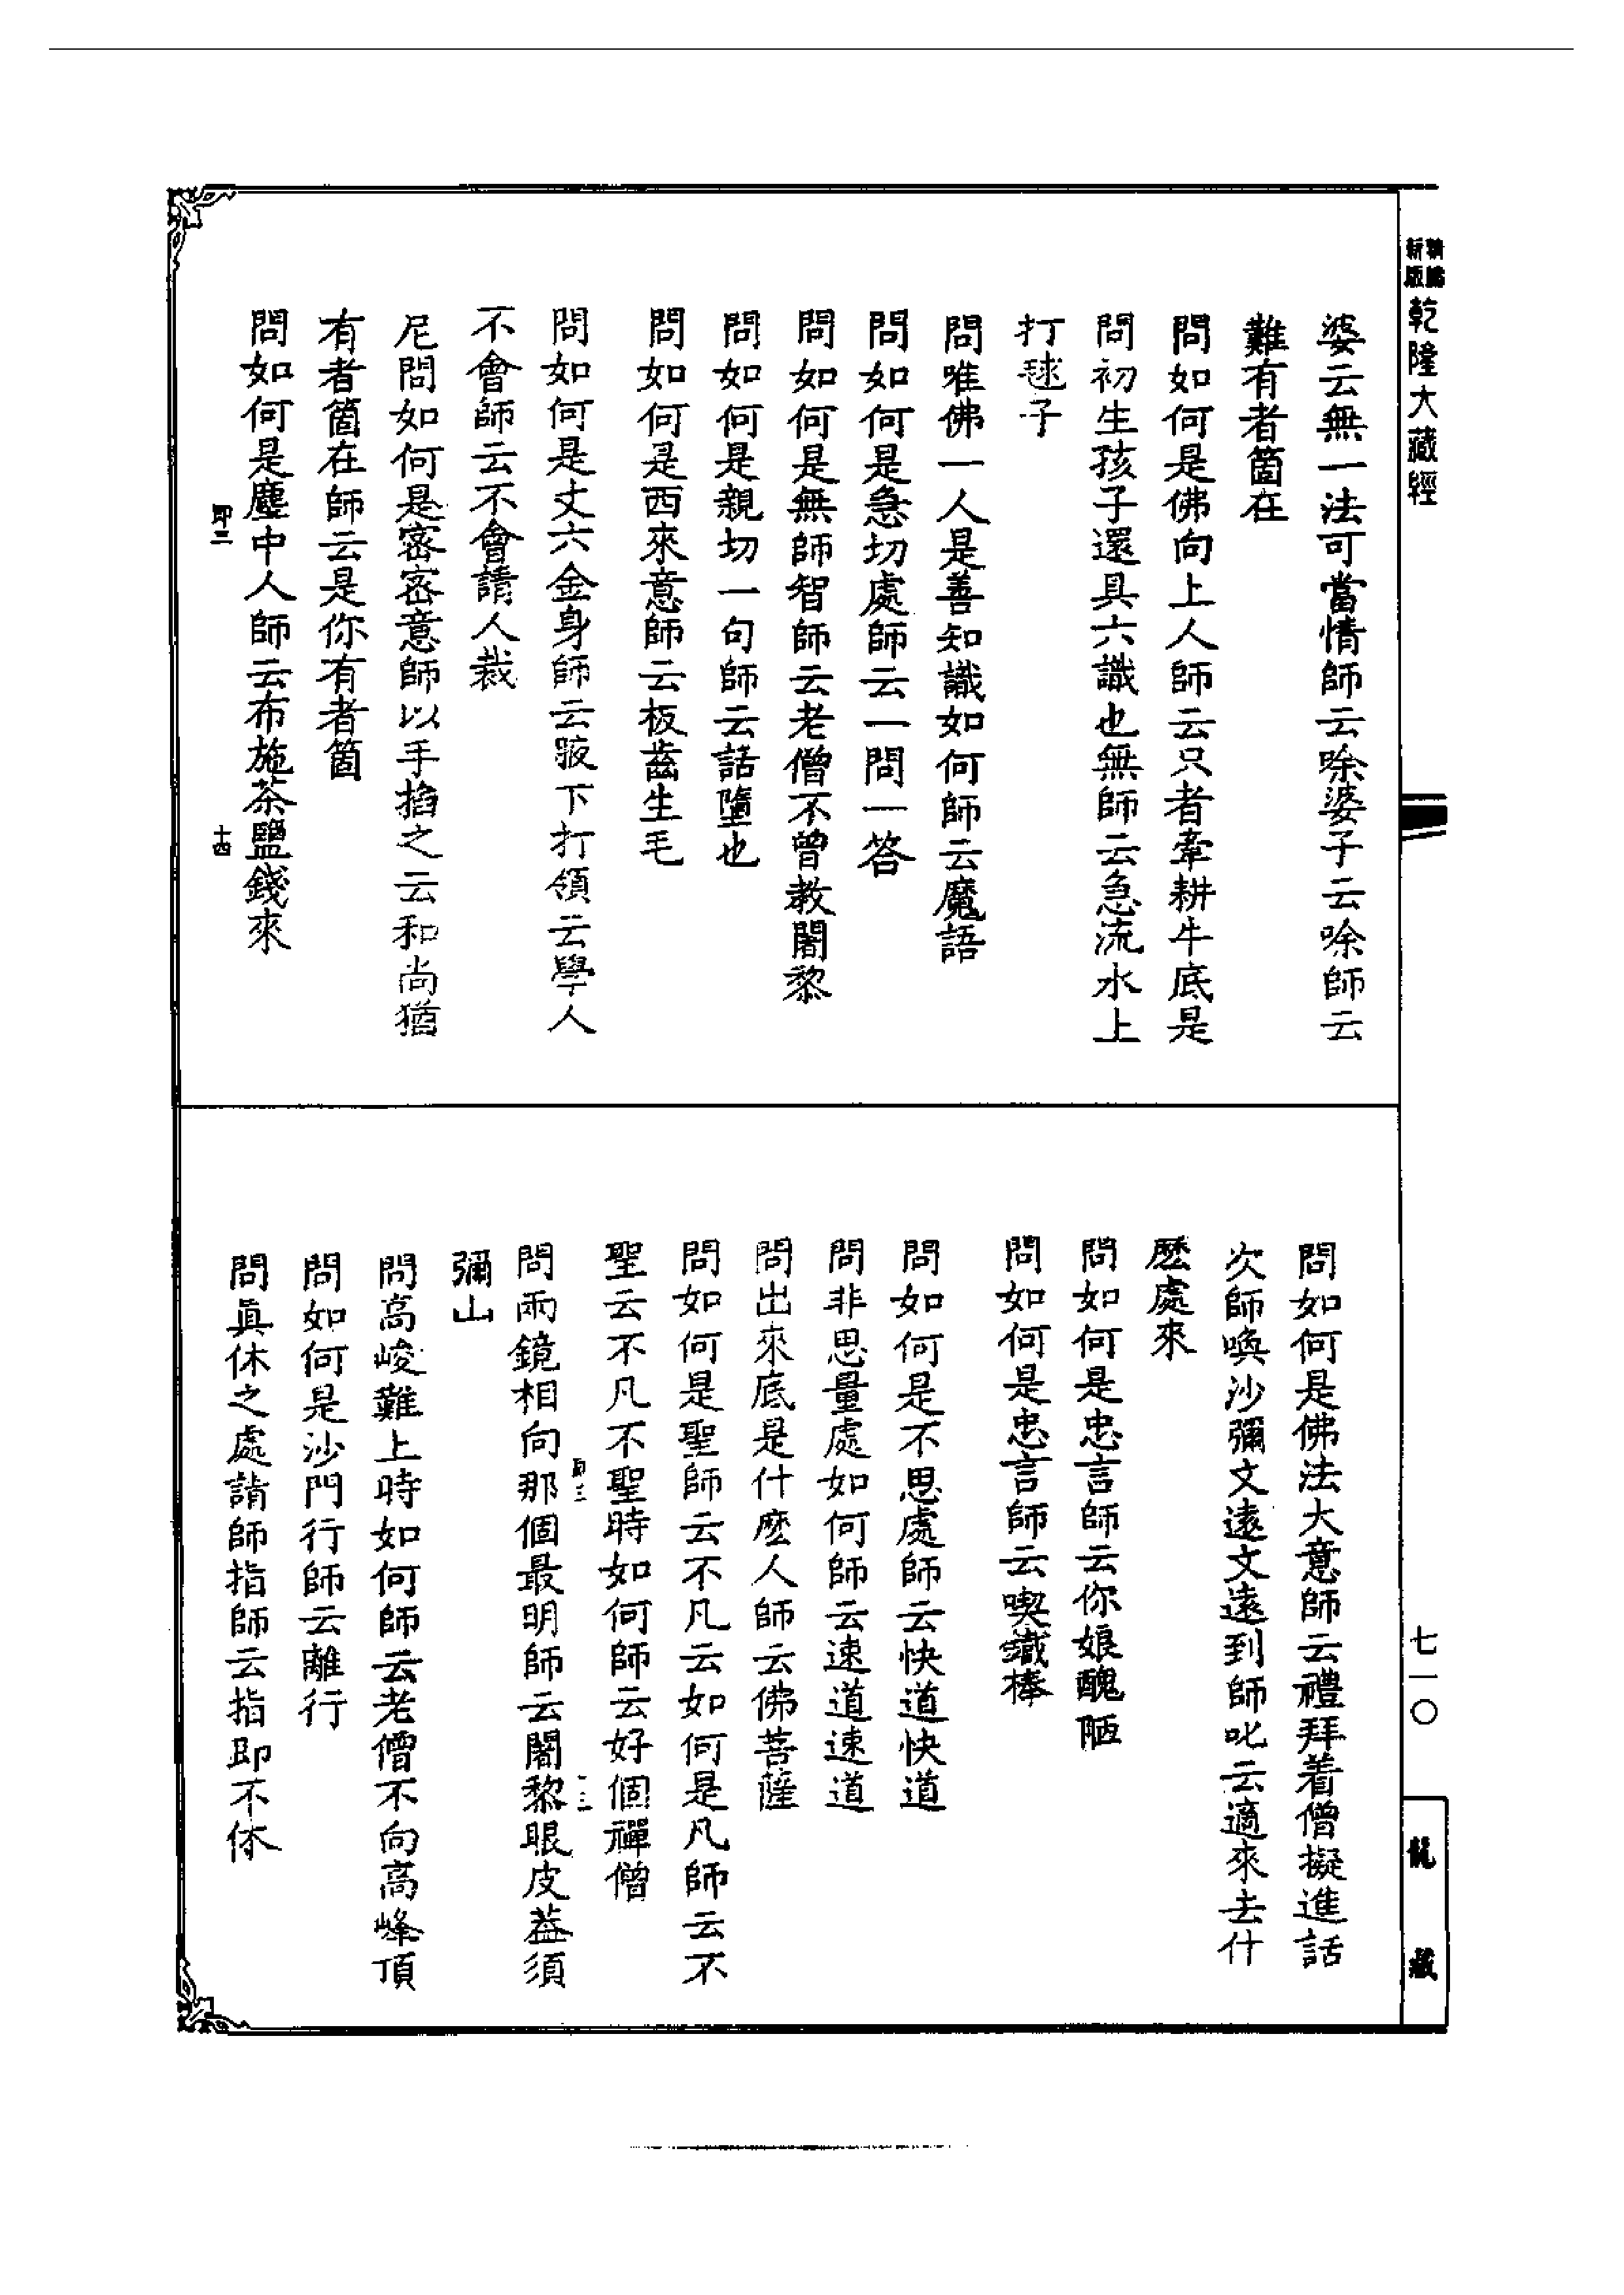 新編
新版
乾隆大藏經
婆云無一法可當情師云㖿婆子云㖿師云
難有者箇在
問如何是佛向上人師云只者牽耕牛底是
問初生孩子還具六識也無師云急流水上
打毬子
問唯佛一人是善知識如何師云魔語
問如何是急切處師云一問一答
問如何是無師智師云老僧不曾教闍黎
問如何是親切一句師云話墮也
問如何是西來意師云板齒生毛
問如何是丈六金身師云腋下打領云學人
不會師云不會請人裁
尼問如何是密密意師以手掐之云和尚猶
有者箇在師云是你有者箇
問如何是塵中人師云布施茶鹽錢來
即三
十四
問如何是佛法大意師云禮拜着僧擬進話
次師喚沙彌文遠文遠到師叱云適來去什
麽處來
問如何是忠言師云你娘醜陋
問如何是忠言師云喫鐵棒
問如何是不思處師云快道快道
問非思量處如何師云速道速道
問出來底是什麽人師云佛菩薩
問如何是聖師云不凡云如何是凡師云不
聖云不凡不聖時如何師云好個禪僧
即三
問兩鏡相向那個最明師云闍黎眼皮葢須
彌山
問高峻難上時如何師云老僧不向高峰頂
問如何是沙門行師云離行
問眞休之處請師指師云指即不休
七一〇
龍藏